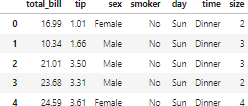 total_bill tip sex smoker day time size
0 16.99 1.01 Female No Sun Dinner 2
1 10.34 1.66 Male No Sun Dinner 3
2 21.01 3.50 Male No Sun Dinner 3
3 23.68 3.31 Male No Sun Dinner 2
4 24.59 3.61 Female No Sun Dinner 4